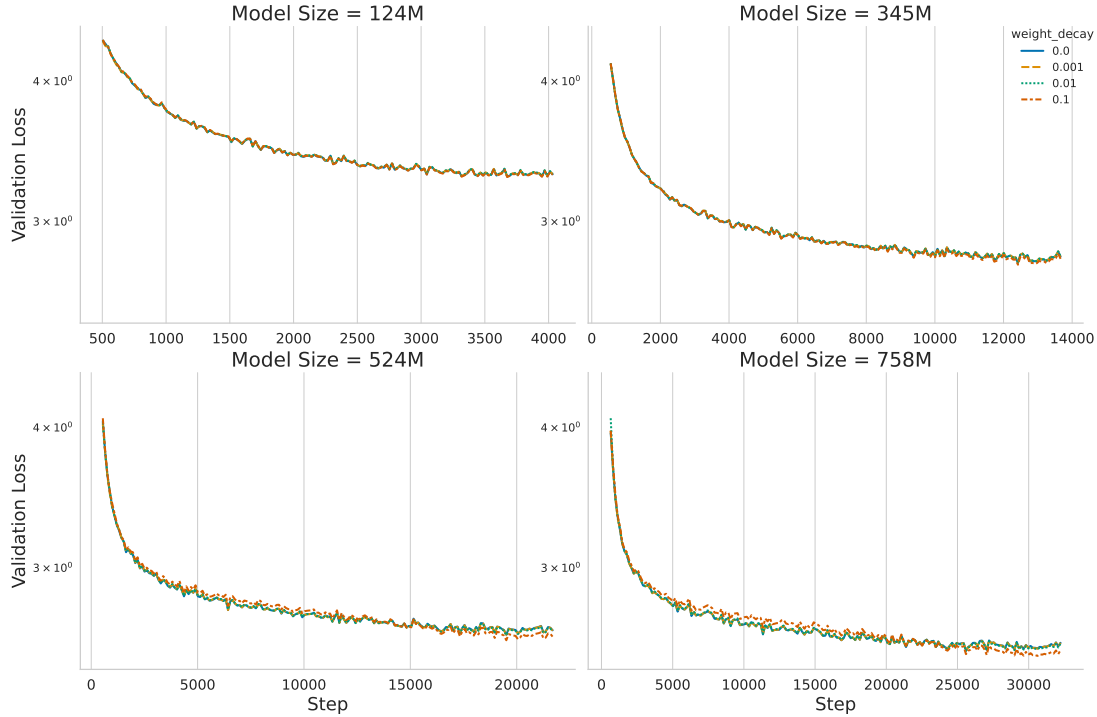 Model Size = 124M
Model Size = 345M
weight_decay
0.0
0.001
0.01
0.1
Validation Loss
4 × 10⁰
3 × 10⁰
4 × 10⁰
3 × 10⁰
500 1000 1500 2000 2500 3000 3500 4000
0 2000 4000 6000 8000 10000 12000 14000
Model Size = 524M
Model Size = 758M
Validation Loss
4 × 10⁰
3 × 10⁰
4 × 10⁰
3 × 10⁰
0 5000 10000 15000 20000
0 5000 10000 15000 20000 25000 30000
Step
Step